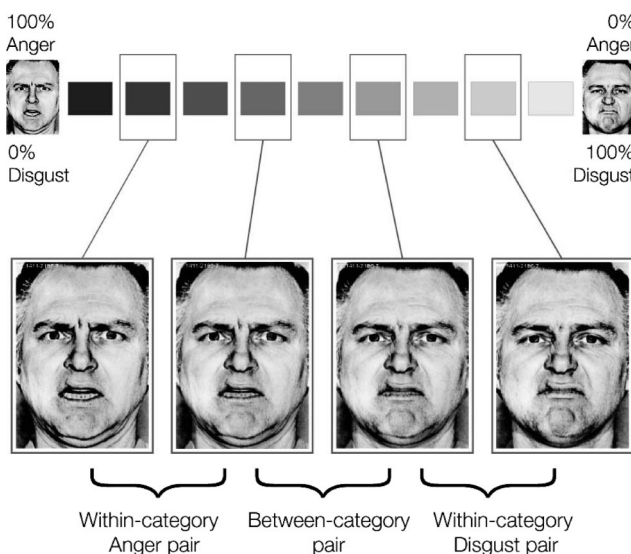 100%
Anger
0%
Anger
0%
Disgust
100%
Disgust
Within-category
Anger pair
Between-category
pair
Within-category
Disgust pair